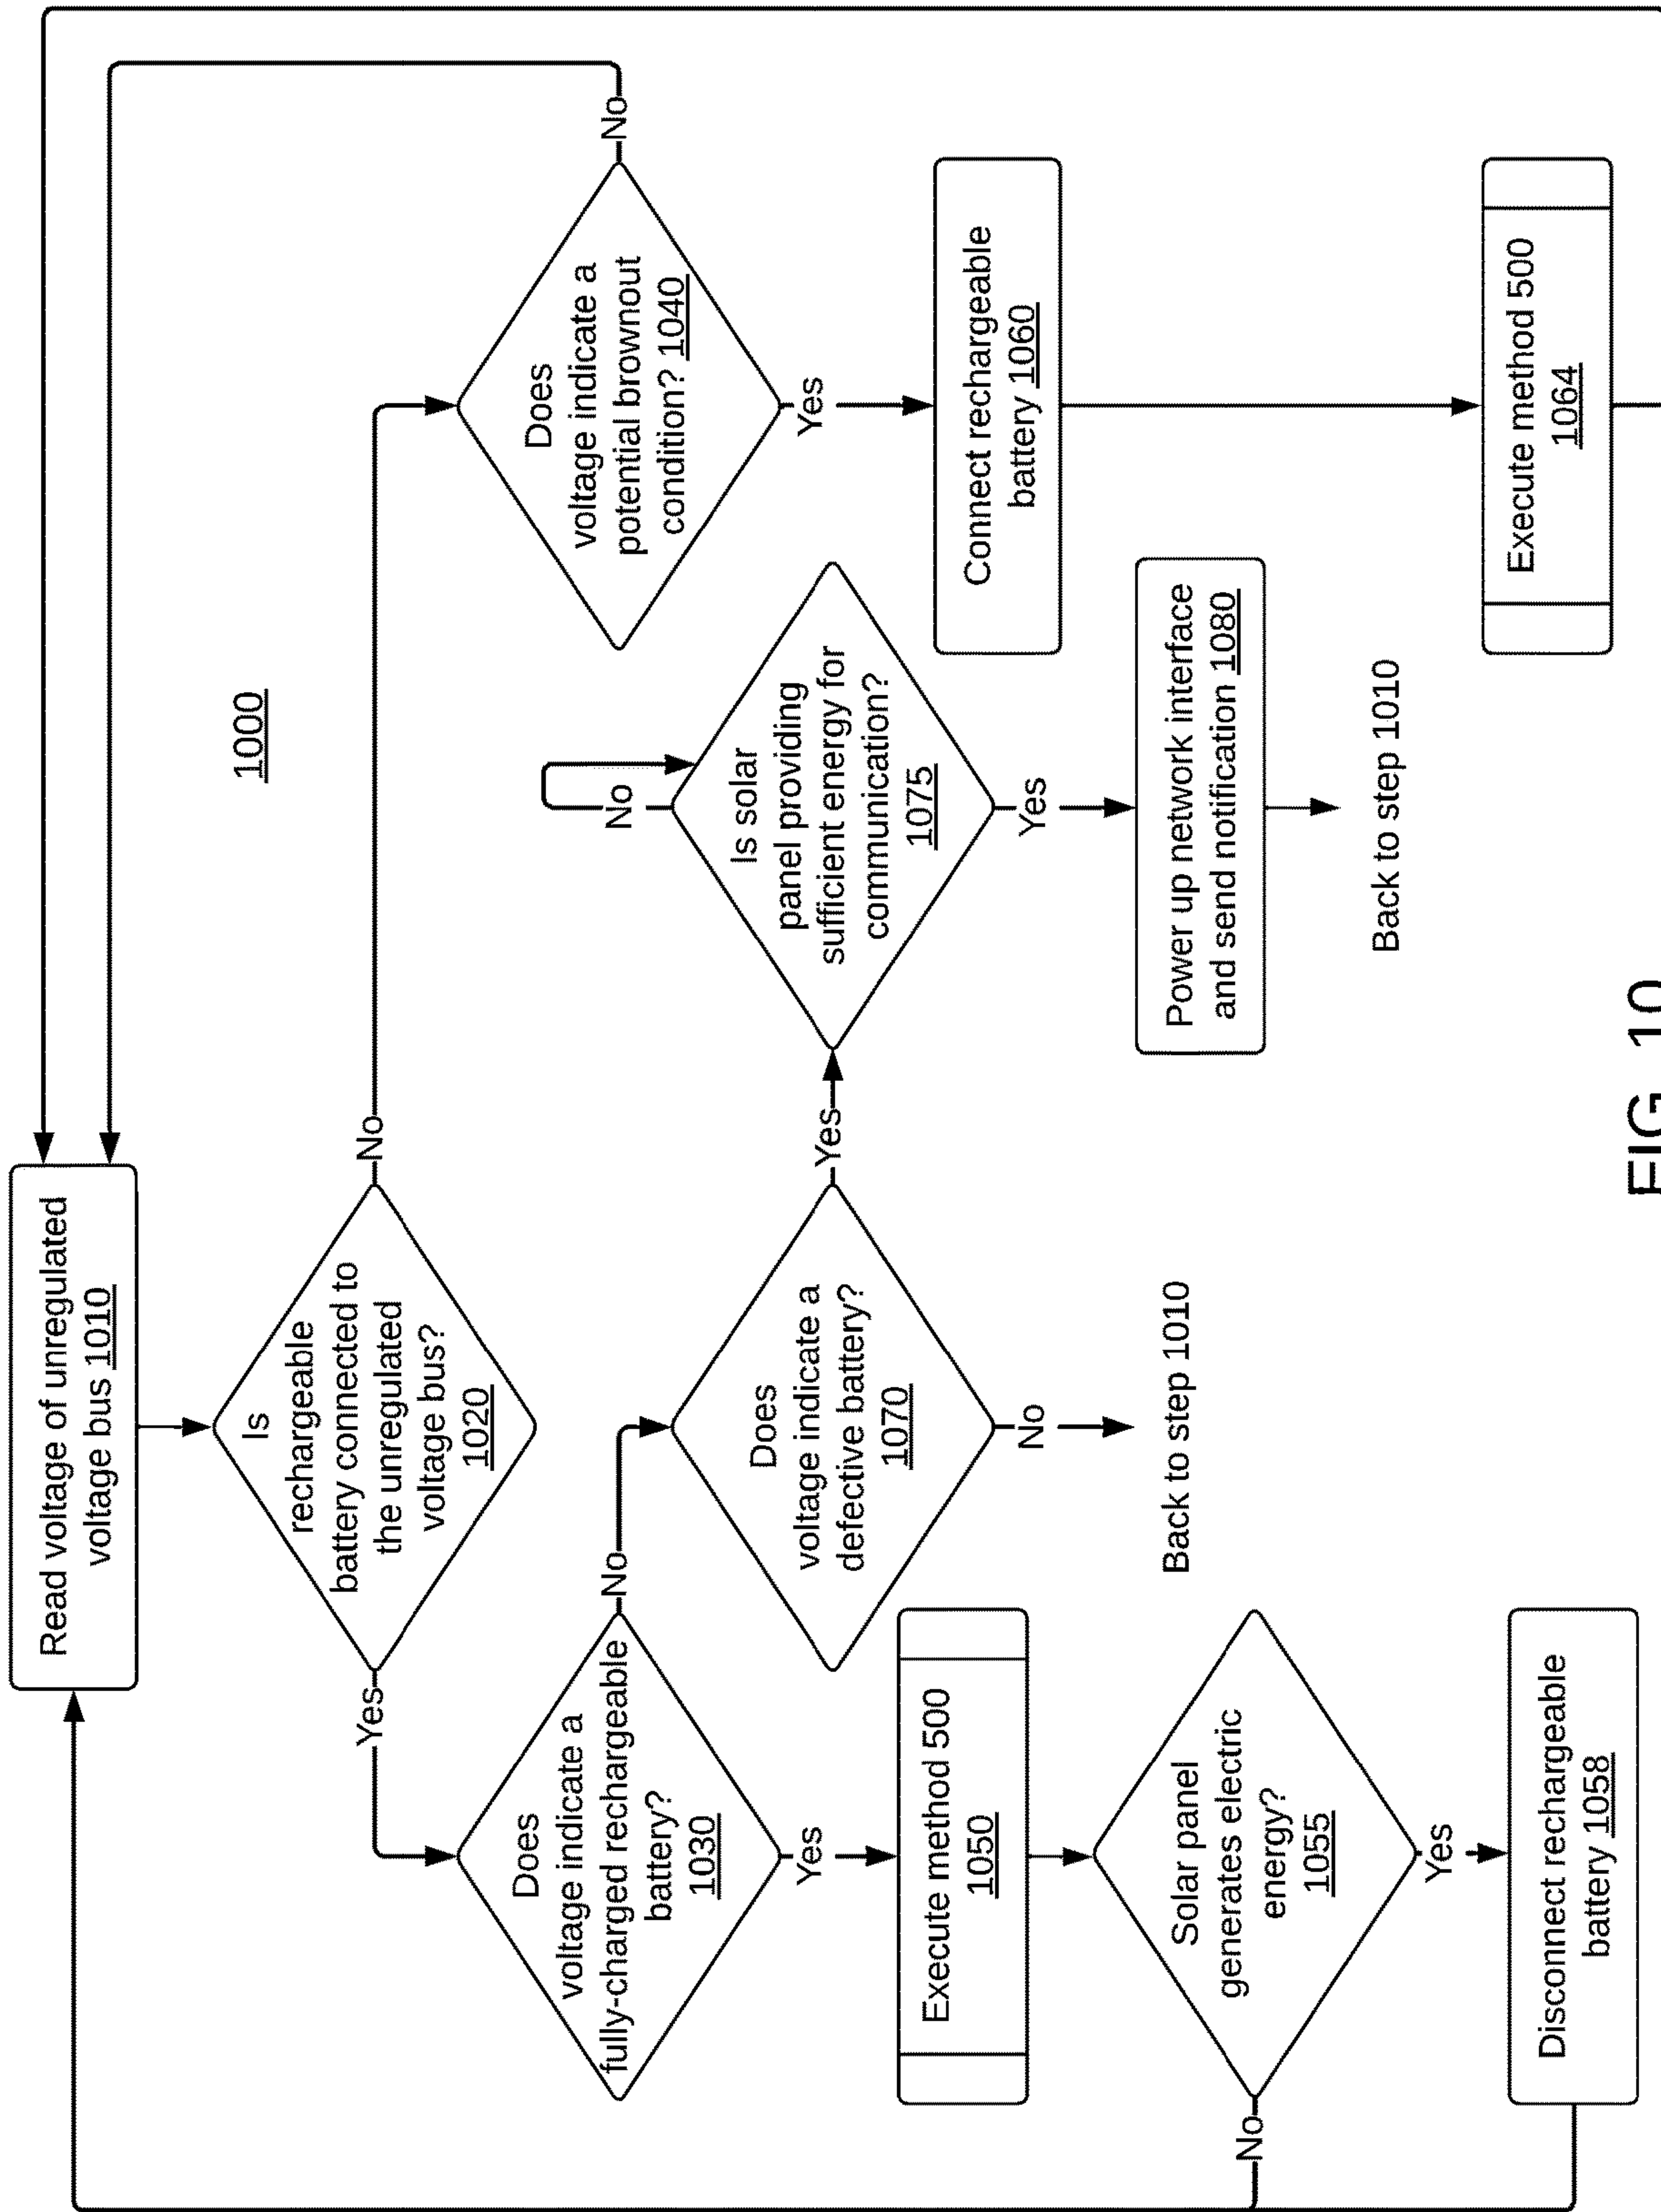 Read voltage of unregulated
voltage bus 1010
1000
Is
rechargeable
battery connected to
the unregulated
voltage bus?
1020
Yes
No
Does
voltage indicate a
fully-charged rechargeable
battery?
1030
No
Yes
Does
voltage indicate a
potential brownout
condition? 1040
No
Yes
Does
voltage indicate a
defective battery?
1070
Yes
No
Back to step 1010
Is solar
panel providing
sufficient energy for
communication?
1075
No
Yes
Power up network interface
and send notification 1080
Back to step 1010
Connect rechargeable
battery 1060
Execute method 500
1064
Execute method 500
1050
Solar panel
generates electric
energy?
1055
No
Yes
Disconnect rechargeable
battery 1058
FIG. 10